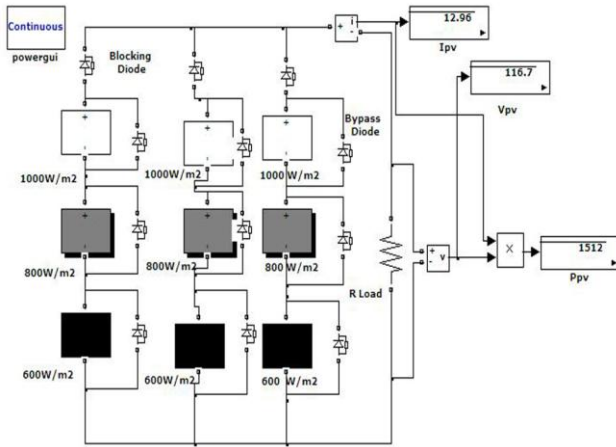 Continuous
powergui
Blocking
Diode
i
+
-
12.96
Ipv
116.7
Vpv
Bypass
Diode
+
-
+
-
+
-
1000W/m2
1000W/m2
1000W/m2
+
-
+
-
+
-
800W/m2
800W/m2
800 W/m2
R Load
+
-
v
X
1512
Ppv
600W/m2
600W/m2
600 W/m2